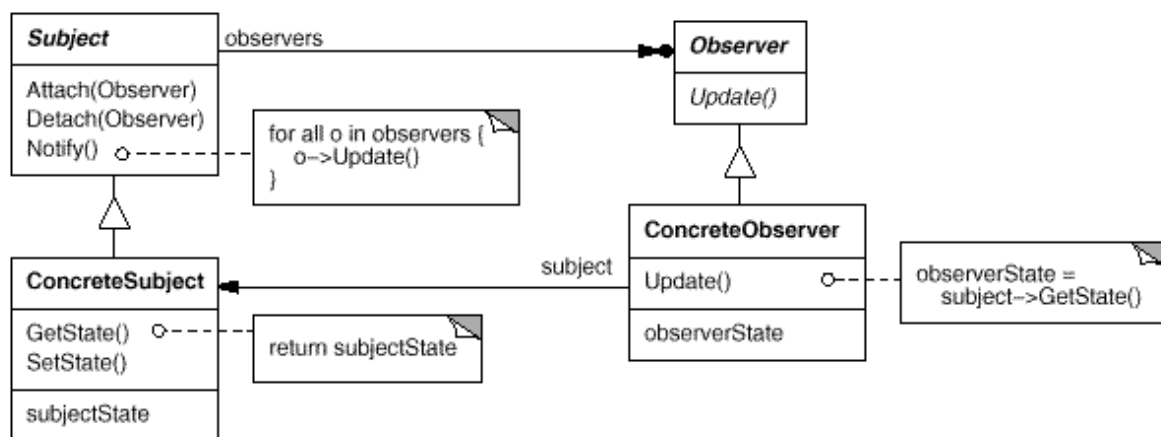 Subject
Attach(Observer)
Detach(Observer)
Notify()
observers
for all o in observers {
o->Update()
}
Observer
Update()
ConcreteSubject
GetState()
SetState()
subjectState
return subjectState
subject
ConcreteObserver
Update()
observerState
observerState =
subject->GetState()